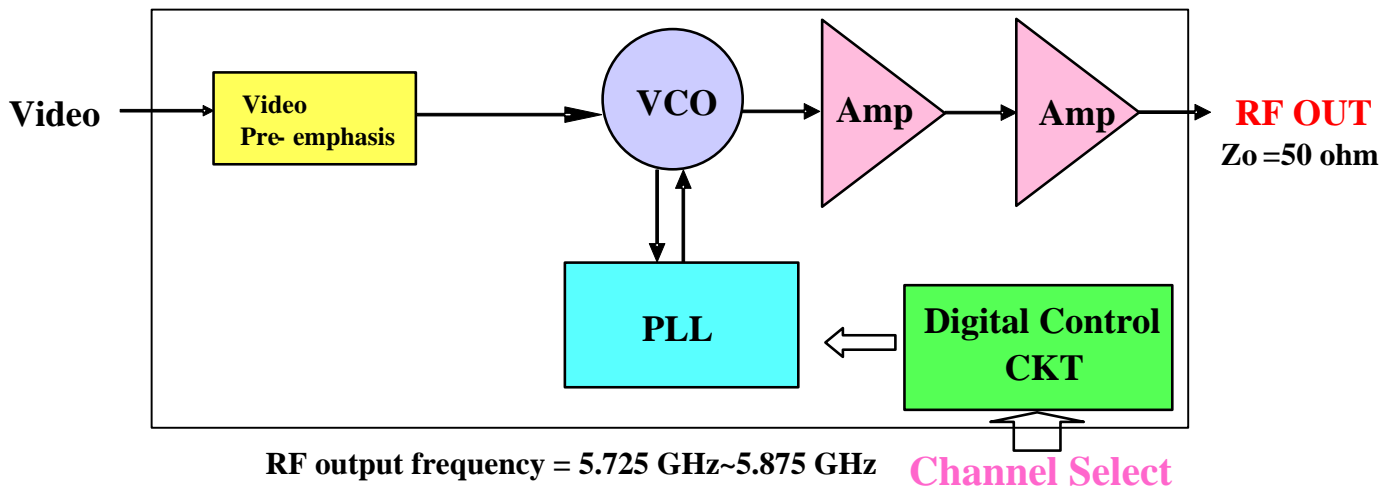 Video
Video
Pre- emphasis
VCO
Amp
Amp
RF OUT
Zo =50 ohm
PLL
Digital Control
CKT
RF output frequency = 5.725 GHz~5.875 GHz
Channel Select